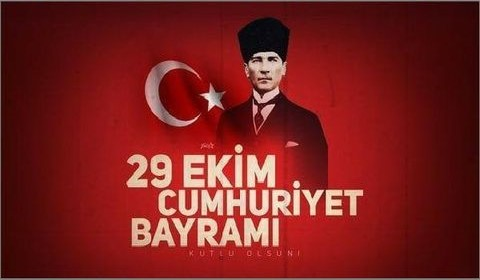 29 EKİM
CUMHURİYET
BAYRAMI
KUTLU OLSUN!